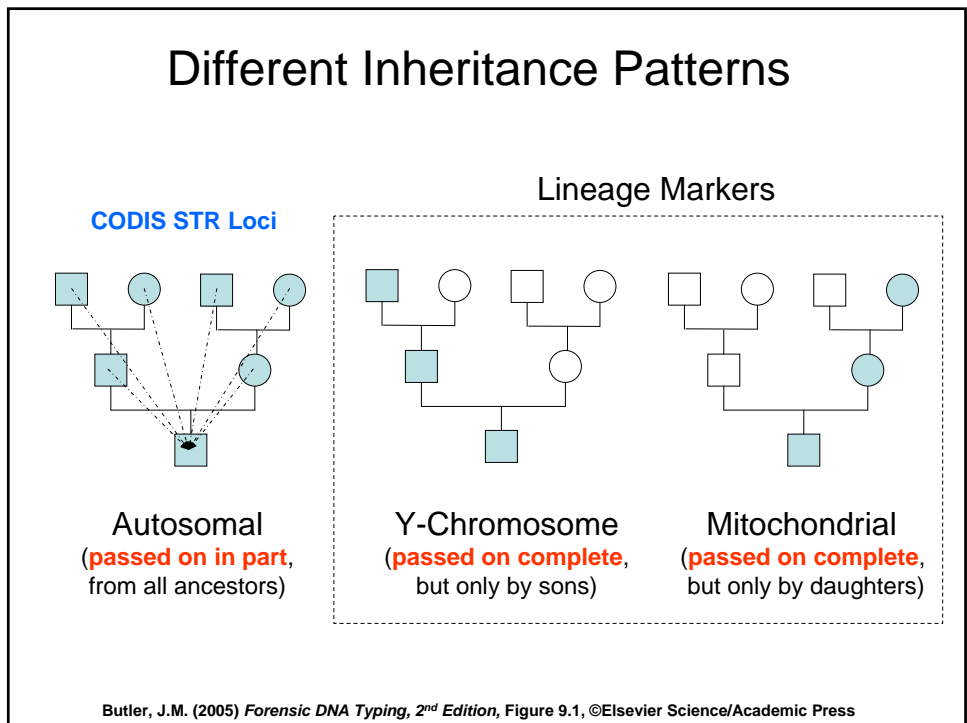 Different Inheritance Patterns
Lineage Markers
CODIS STR Loci
Autosomal
(passed on in part,
from all ancestors)
Y-Chromosome
(passed on complete,
but only by sons)
Mitochondrial
(passed on complete,
but only by daughters)
Butler, J.M. (2005) Forensic DNA Typing, 2nd Edition, Figure 9.1, ©Elsevier Science/Academic Press